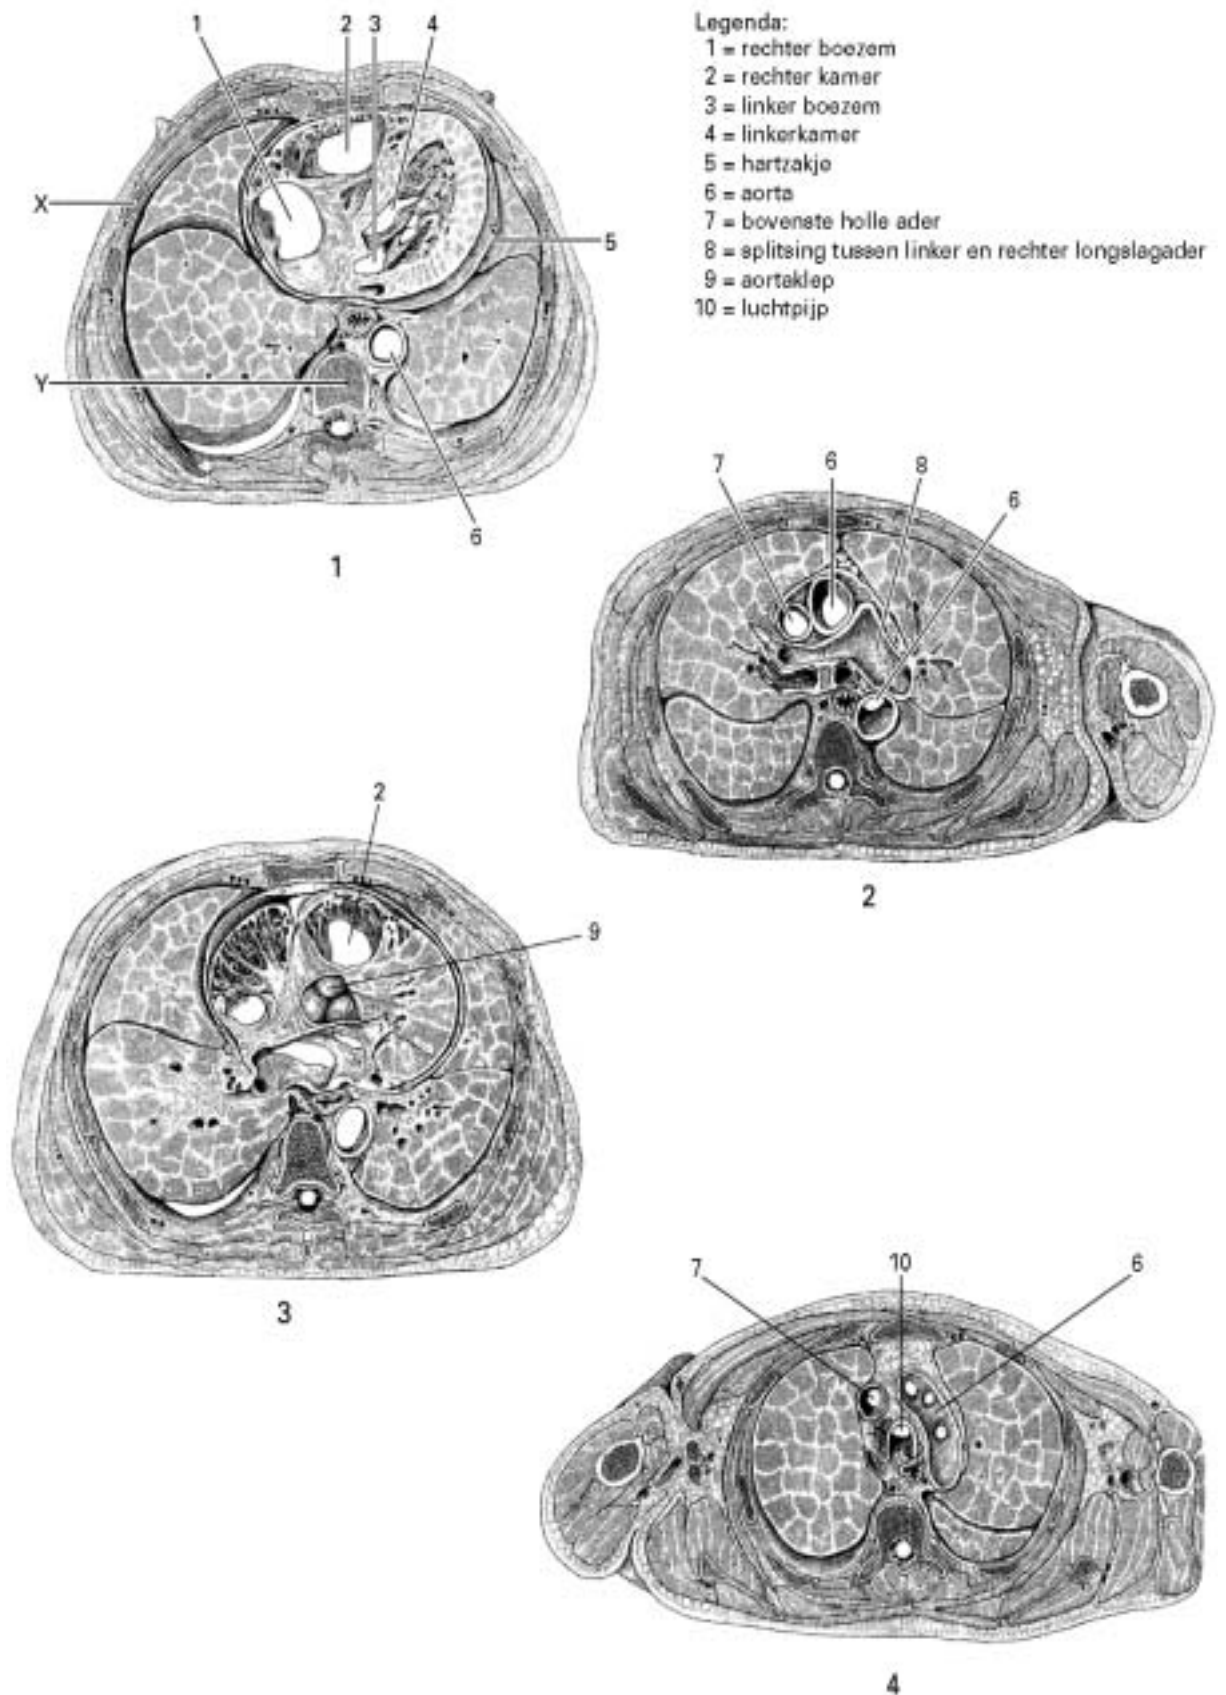 1 2 3 4
Legenda:
1 = rechter boezem
2 = rechter kamer
3 = linker boezem
4 = linkerkamer
5 = hartzakje
6 = aorta
7 = bovenste holle ader
8 = splitsing tussen linker en rechter longslagader
9 = aortaklep
10 = luchtpijp
X
5
Y
6
1
7 6 8 6
2
2
9
3
7 10 6
4